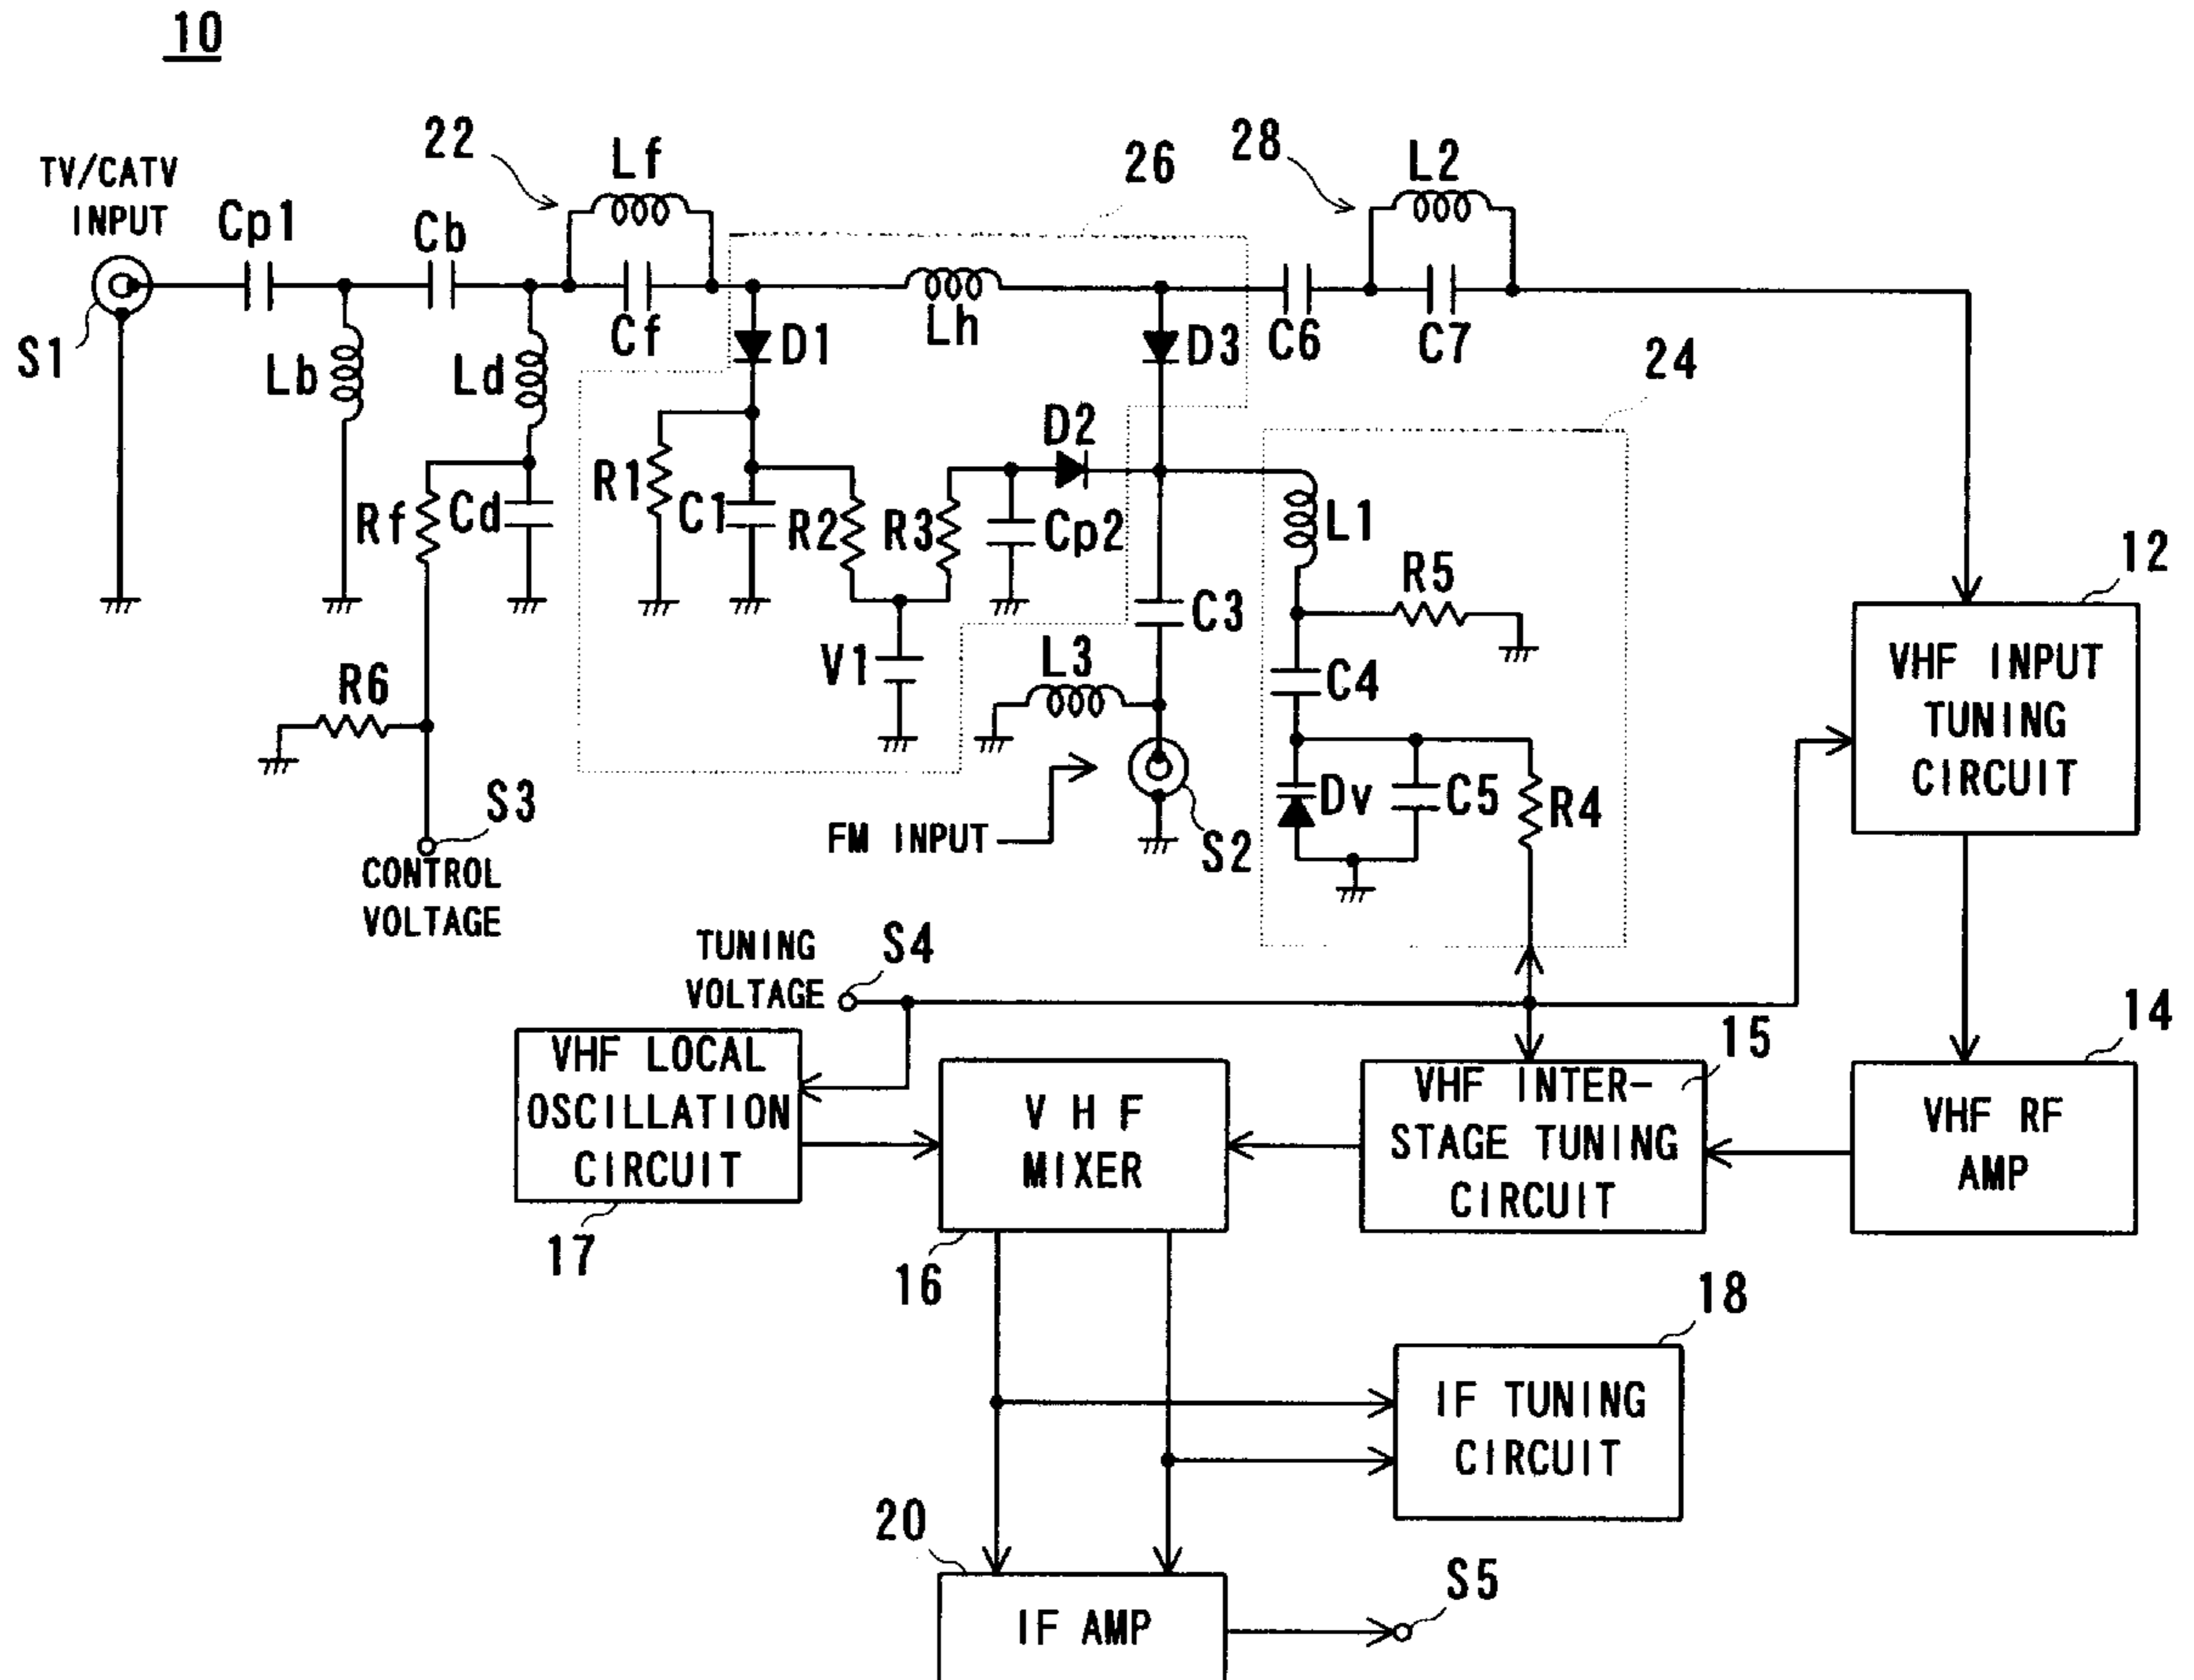 10
22
Lf
26
28
L2
TV/CATV
INPUT
Cp1
Cb
S1
Cf
Lh
C6
C7
Lb
Ld
D1
D3
24
D2
R1
C1
R2
R3
Cp2
L1
Rf
Cd
R5
12
C3
V1
L3
C4
R6
VHF INPUT
TUNING
CIRCUIT
S3
FM INPUT
S2
Dv
C5
R4
CONTROL
VOLTAGE
TUNING
VOLTAGE
S4
15
14
VHF LOCAL
OSCILLATION
CIRCUIT
VHF
MIXER
VHF INTER-
STAGE TUNING
CIRCUIT
VHF RF
AMP
17
16
18
IF TUNING
CIRCUIT
20
IF AMP
S5